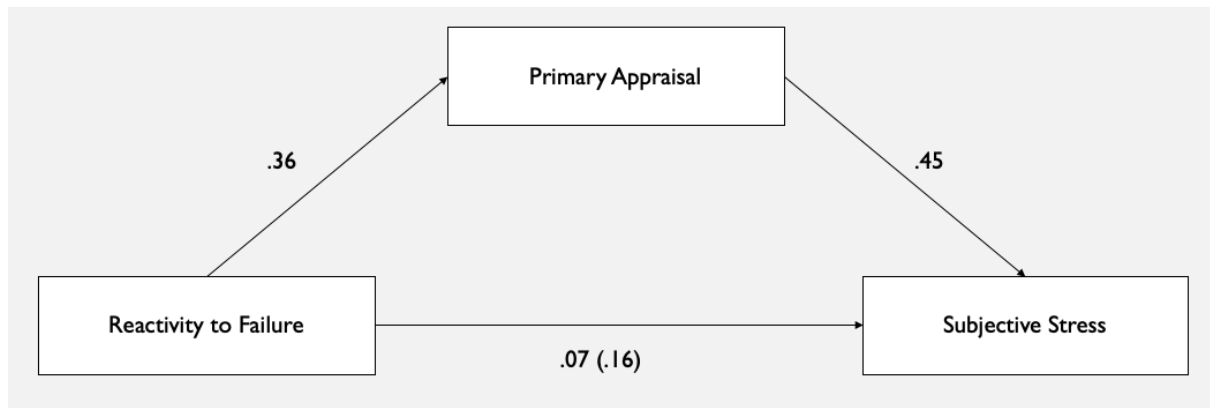 Primary Appraisal
.36
.45
Reactivity to Failure
Subjective Stress
.07 (.16)